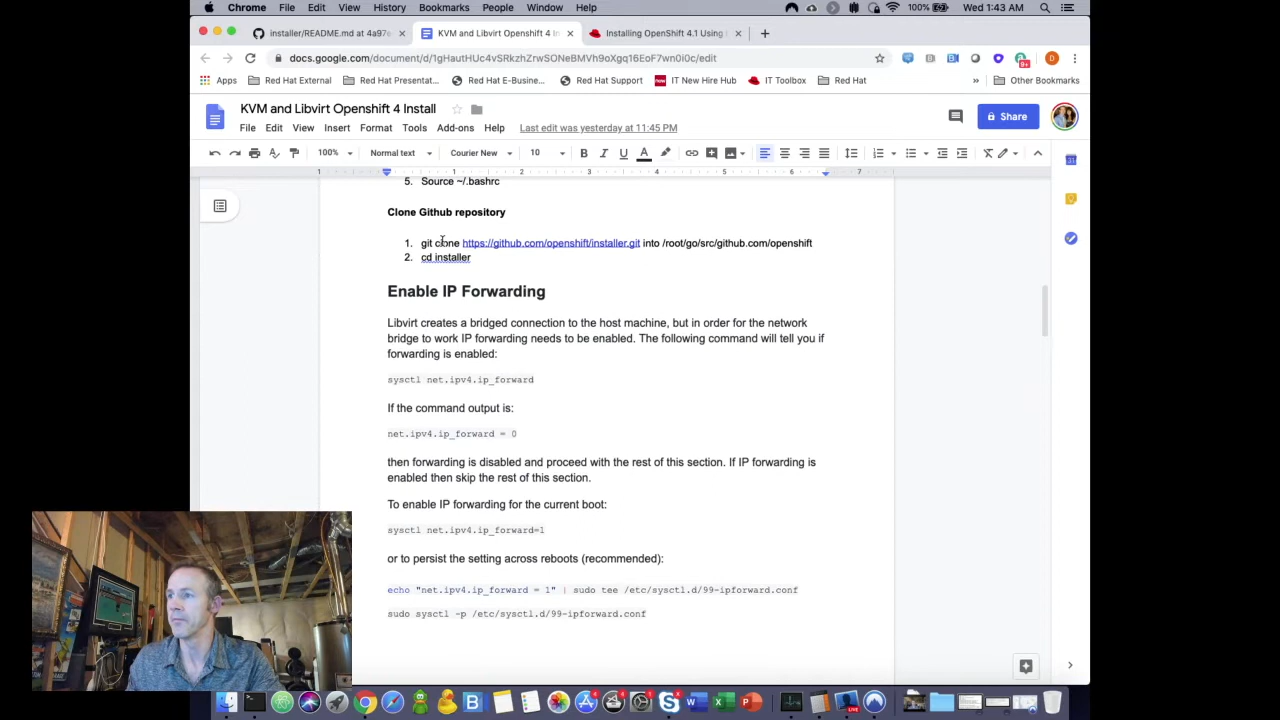 Chrome File Edit View History Bookmarks People Window Help 100% Wed 1:43 AM
installer/README.md at 4a97e KVM and Libvirt Openshift 4 In Installing OpenShift 4.1 Using
docs.google.com/document/d/1gHautHUc4vSRkzhZrwSONeBMVh9oXgq16EoF7wn0i0c/edit
Apps Red Hat External Red Hat Presentat... Red Hat E-Busine... Red Hat Support IT New Hire Hub IT Toolbox Red Hat » Other Bookmarks
KVM and Libvirt Openshift 4 Install
File Edit View Insert Format Tools Add-ons Help Last edit was yesterday at 11:45 PM
Share
100% Normal text Courier New 10 B I U A
1 1 2 3 4 5 6 7
5. Source ~/.bashrc
Clone Github repository
1. git clone https://github.com/openshift/installer.git into /root/go/src/github.com/openshift
2. cd installer
Enable IP Forwarding
Libvirt creates a bridged connection to the host machine, but in order for the network
bridge to work IP forwarding needs to be enabled. The following command will tell you if
forwarding is enabled:
sysctl net.ipv4.ip_forward
If the command output is:
net.ipv4.ip_forward = 0
then forwarding is disabled and proceed with the rest of this section. If IP forwarding is
enabled then skip the rest of this section.
To enable IP forwarding for the current boot:
sysctl net.ipv4.ip_forward=1
or to persist the setting across reboots (recommended):
echo "net.ipv4.ip_forward = 1" | sudo tee /etc/sysctl.d/99-ipforward.conf
sudo sysctl -p /etc/sysctl.d/99-ipforward.conf